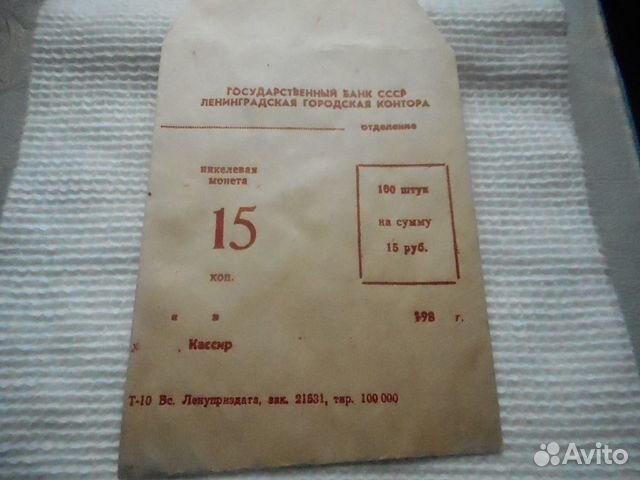 ГОСУДАРСТВЕННЫЙ БАНК СССР
ЛЕНИНГРАДСКАЯ ГОРОДСКАЯ КОНТОРА
отделение
никелевая
монета
15
коп.
100 штук
на сумму
15 руб.
« » 198 г.
Кассир
Т-10 Вс. Ленуприздата, зак. 21531, тир. 100 000
Avito